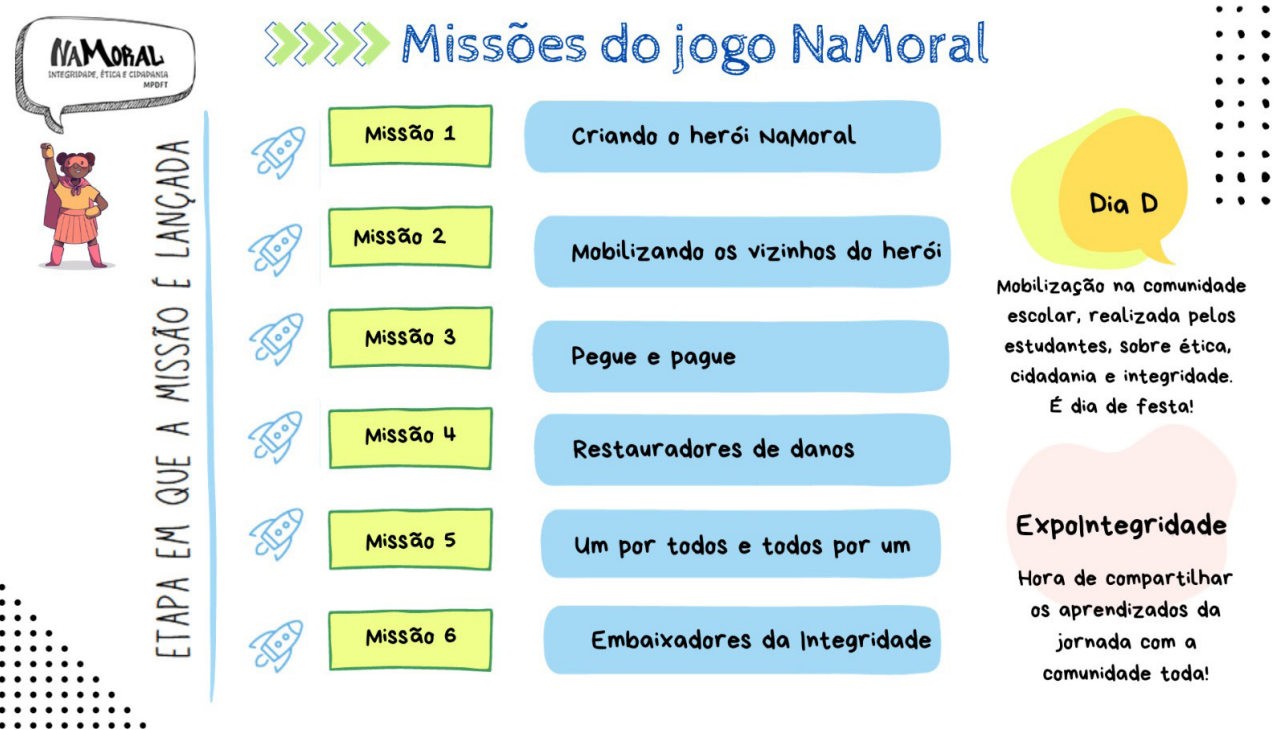 NaMoral
INTEGRIDADE, ÉTICA E CIDADANIA
MPDFT
Missões do jogo NaMoral
ETAPA EM QUE A MISSÃO É LANÇADA
Missão 1
Criando o herói NaMoral
Missão 2
Mobilizando os vizinhos do herói
Missão 3
Pegue e pague
Missão 4
Restauradores de danos
Missão 5
Um por todos e todos por um
Missão 6
Embaixadores da Integridade
Dia D
Mobilização na comunidade
escolar, realizada pelos
estudantes, sobre ética,
cidadania e integridade.
É dia de festa!
ExpoIntegridade
Hora de compartilhar
os aprendizados da
jornada com a
comunidade toda!